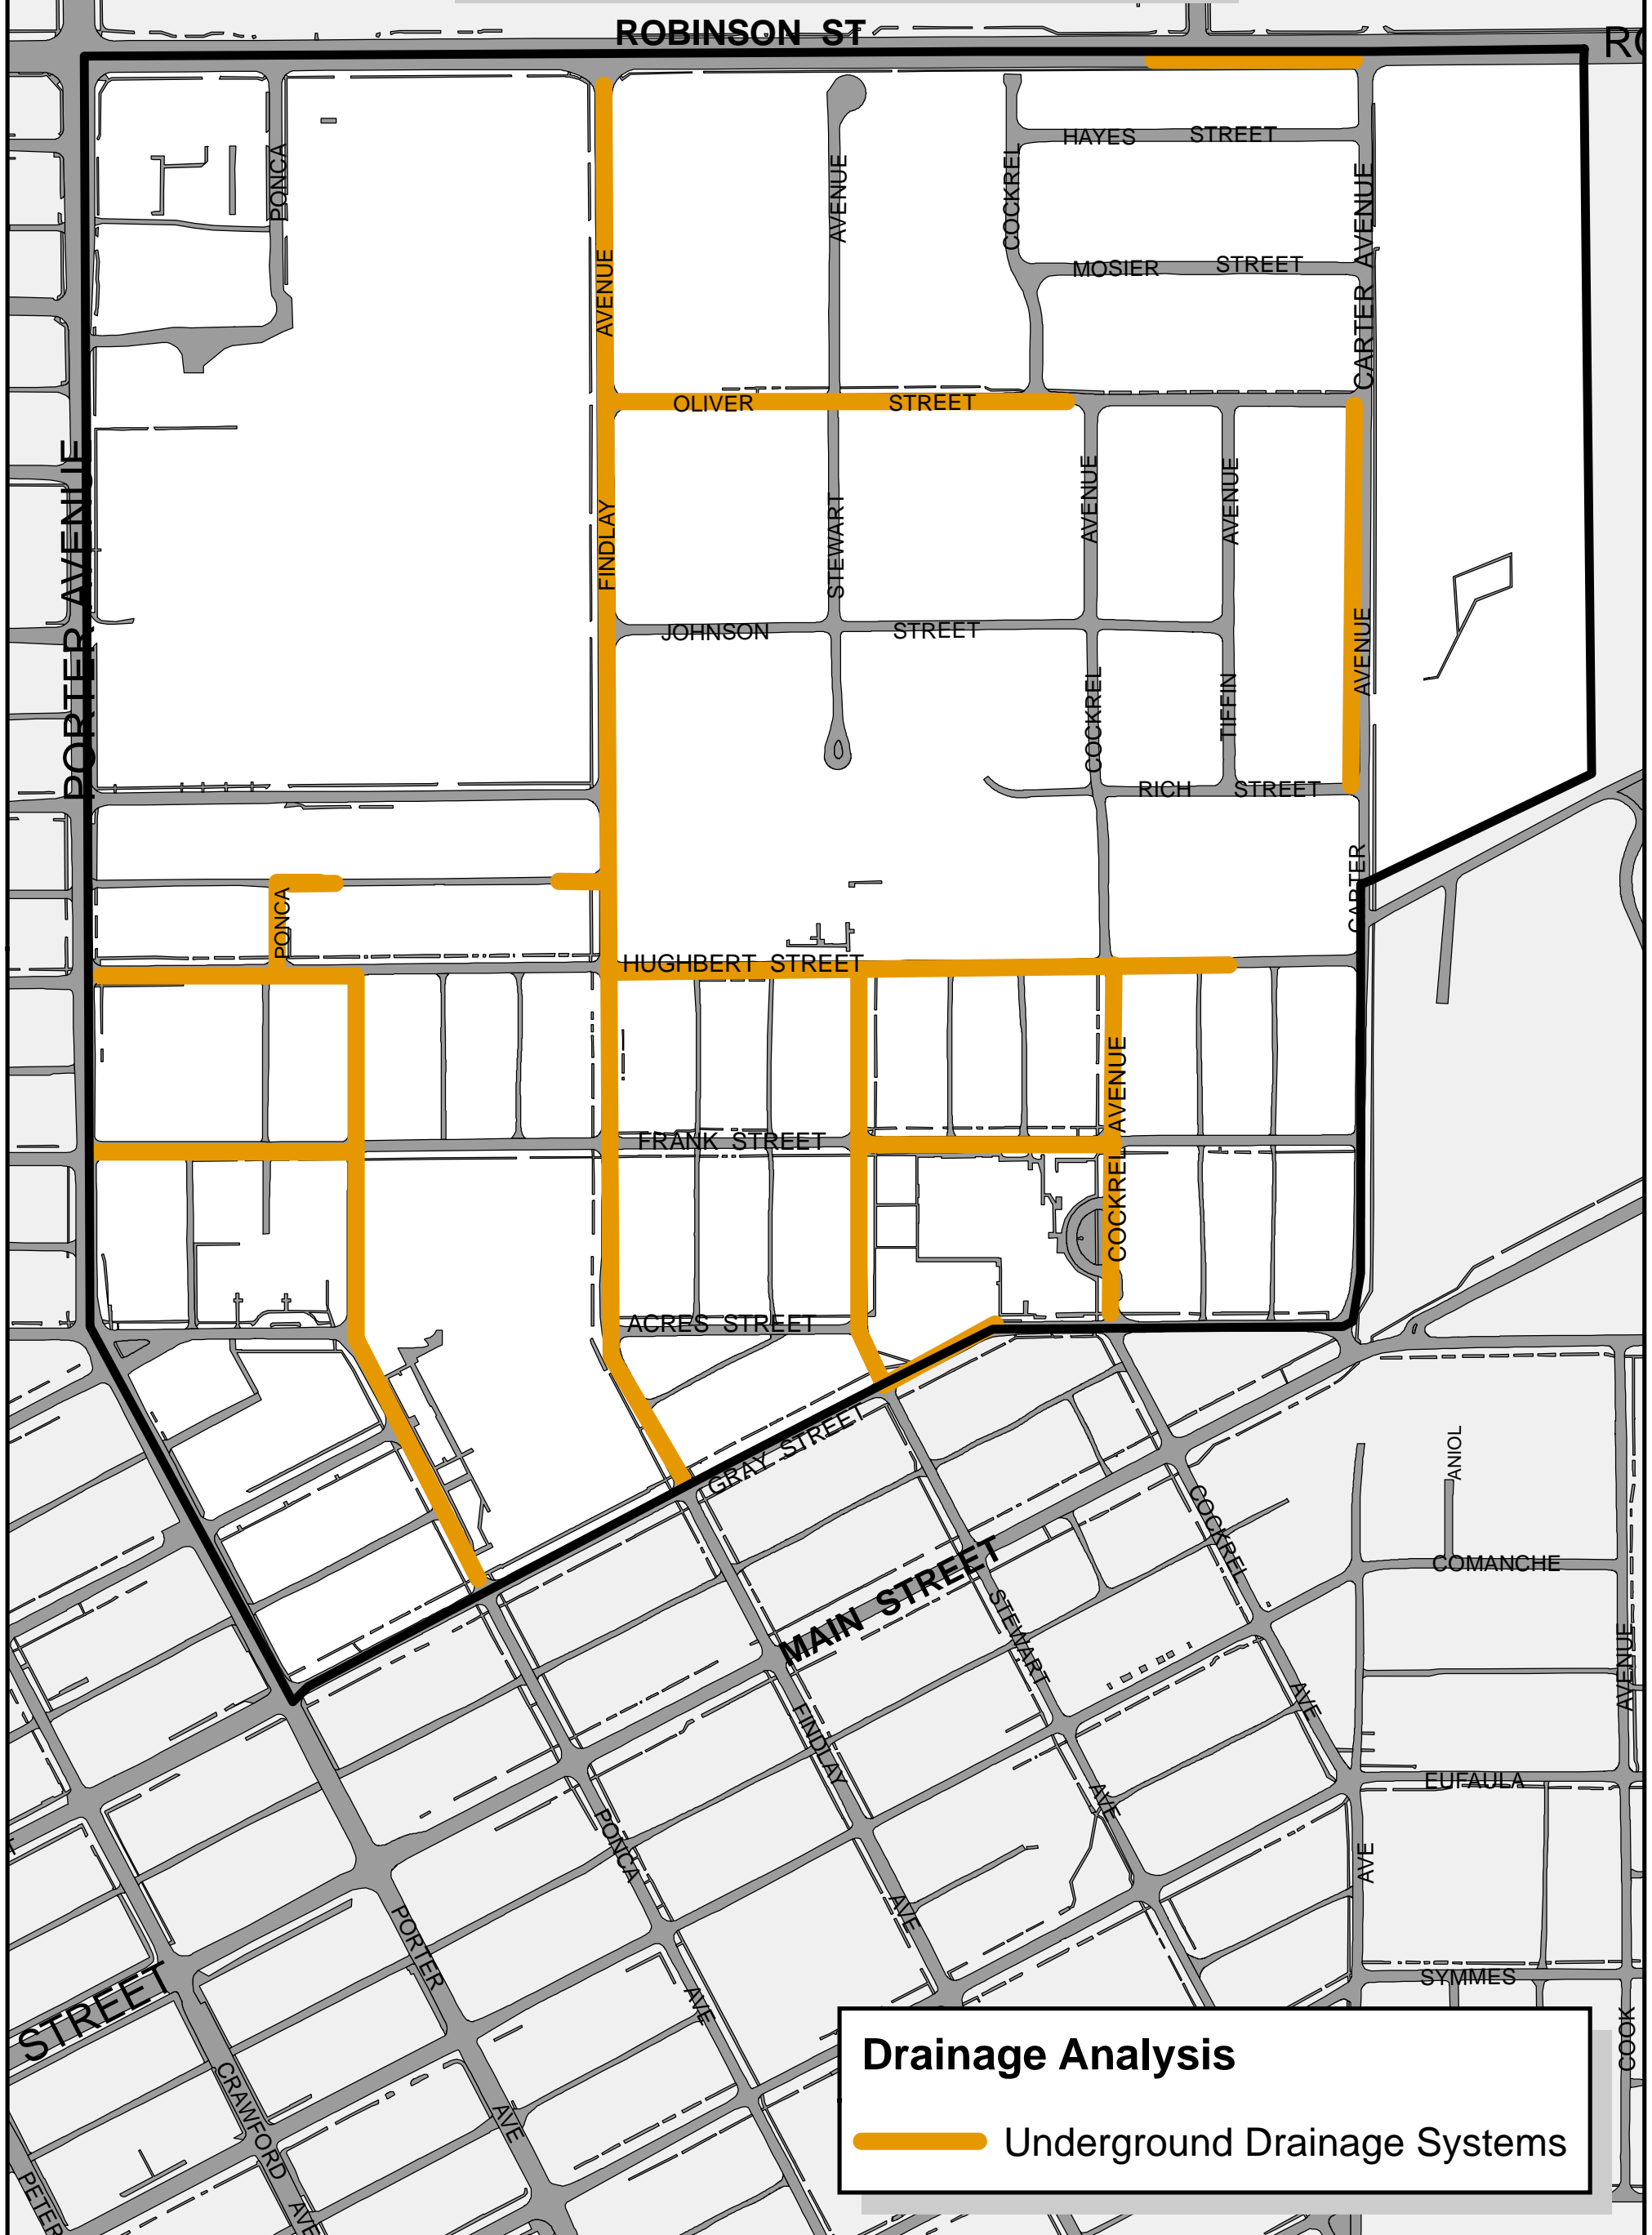 ROBINSON ST
HAYES STREET
PONCA
AVENUE
COCKREL
CARTER AVENUE
MOSIER STREET
AVENUE
OLIVER STREET
PORTER AVENUE
FINDLAY
STEWART
AVENUE
AVENUE
JOHNSON STREET
AVENUE
COCKREL
TIFFIN
RICH STREET
CARTER
PONCA
HUGHBERT STREET
FRANK STREET
COCKREL AVENUE
ACRES STREET
GRAY STREET
ANIOL
COCKREL
MAIN STREET
COMANCHE
STEWART
AVENUE
AVE
FINDLAY
EUFAULA
AVE
PONCA
AVE
PORTER
AVE
STREET
SYMMES
AVE
COOK
CRAWFORD
AVE
AVE
PETER
Drainage Analysis
Underground Drainage Systems